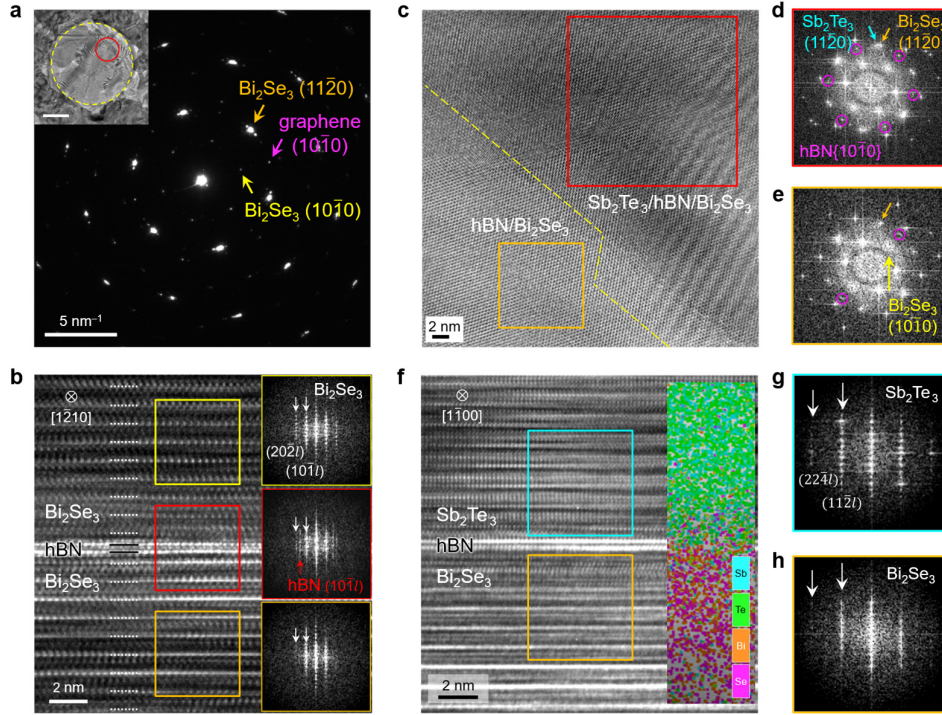 a
Bi₂Se₃ (112̄0)
graphene
(101̄0)
Bi₂Se₃ (101̄0)
5 nm⁻¹
b
[12̄10]
Bi₂Se₃
hBN
Bi₂Se₃
2 nm
Bi₂Se₃
(202̄l)
(101̄l)
hBN (101̄l)
c
Sb₂Te₃/hBN/Bi₂Se₃
hBN/Bi₂Se₃
2 nm
d
Sb₂Te₃
(112̄0)
Bi₂Se₃
(112̄0)
hBN{101̄0}
e
Bi₂Se₃
(101̄0)
f
[11̄00]
Sb₂Te₃
hBN
Bi₂Se₃
2 nm
Sb
Te
Bi
Se
g
Sb₂Te₃
(224̄l)
(112̄l)
h
Bi₂Se₃